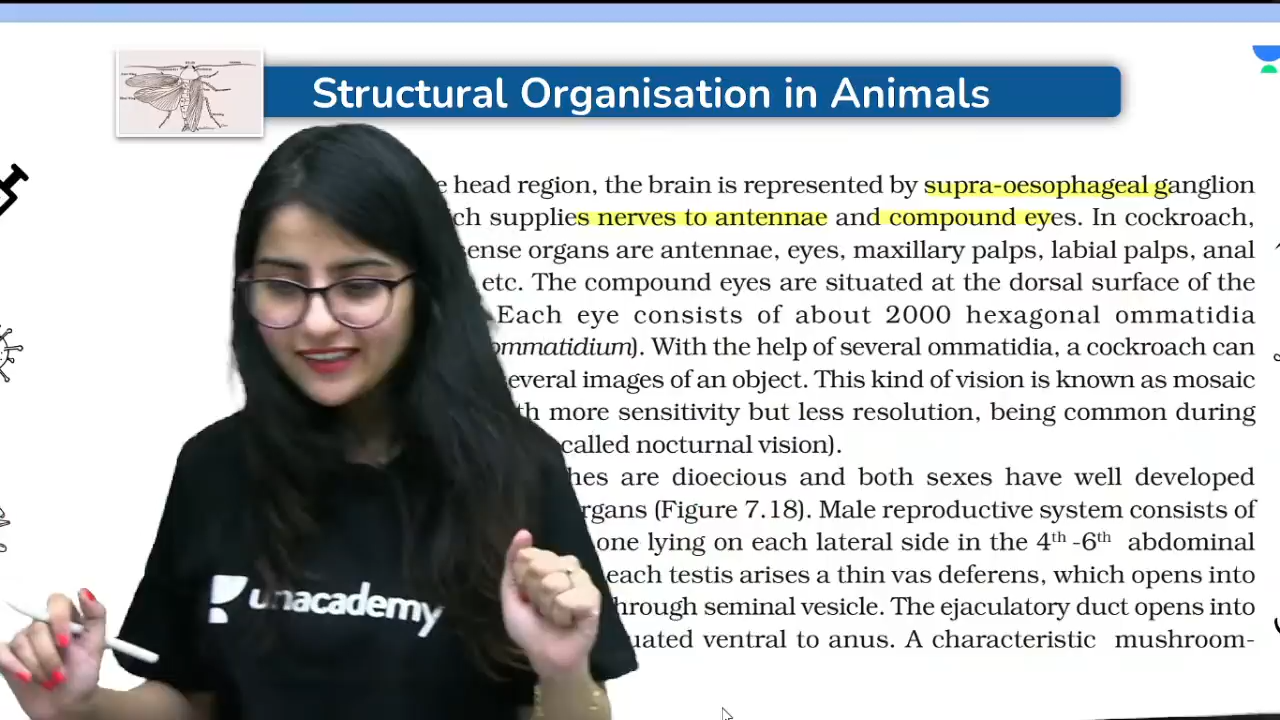 Structural Organisation in Animals
e head region, the brain is represented by supra-oesophageal ganglion
ch supplies nerves to antennae and compound eyes. In cockroach,
sense organs are antennae, eyes, maxillary palps, labial palps, anal
etc. The compound eyes are situated at the dorsal surface of the
Each eye consists of about 2000 hexagonal ommatidia
ommatidium). With the help of several ommatidia, a cockroach can
several images of an object. This kind of vision is known as mosaic
th more sensitivity but less resolution, being common during
called nocturnal vision).
hes are dioecious and both sexes have well developed
rgans (Figure 7.18). Male reproductive system consists of
one lying on each lateral side in the 4th -6th abdominal
each testis arises a thin vas deferens, which opens into
hrough seminal vesicle. The ejaculatory duct opens into
uated ventral to anus. A characteristic mushroom-
unacademy